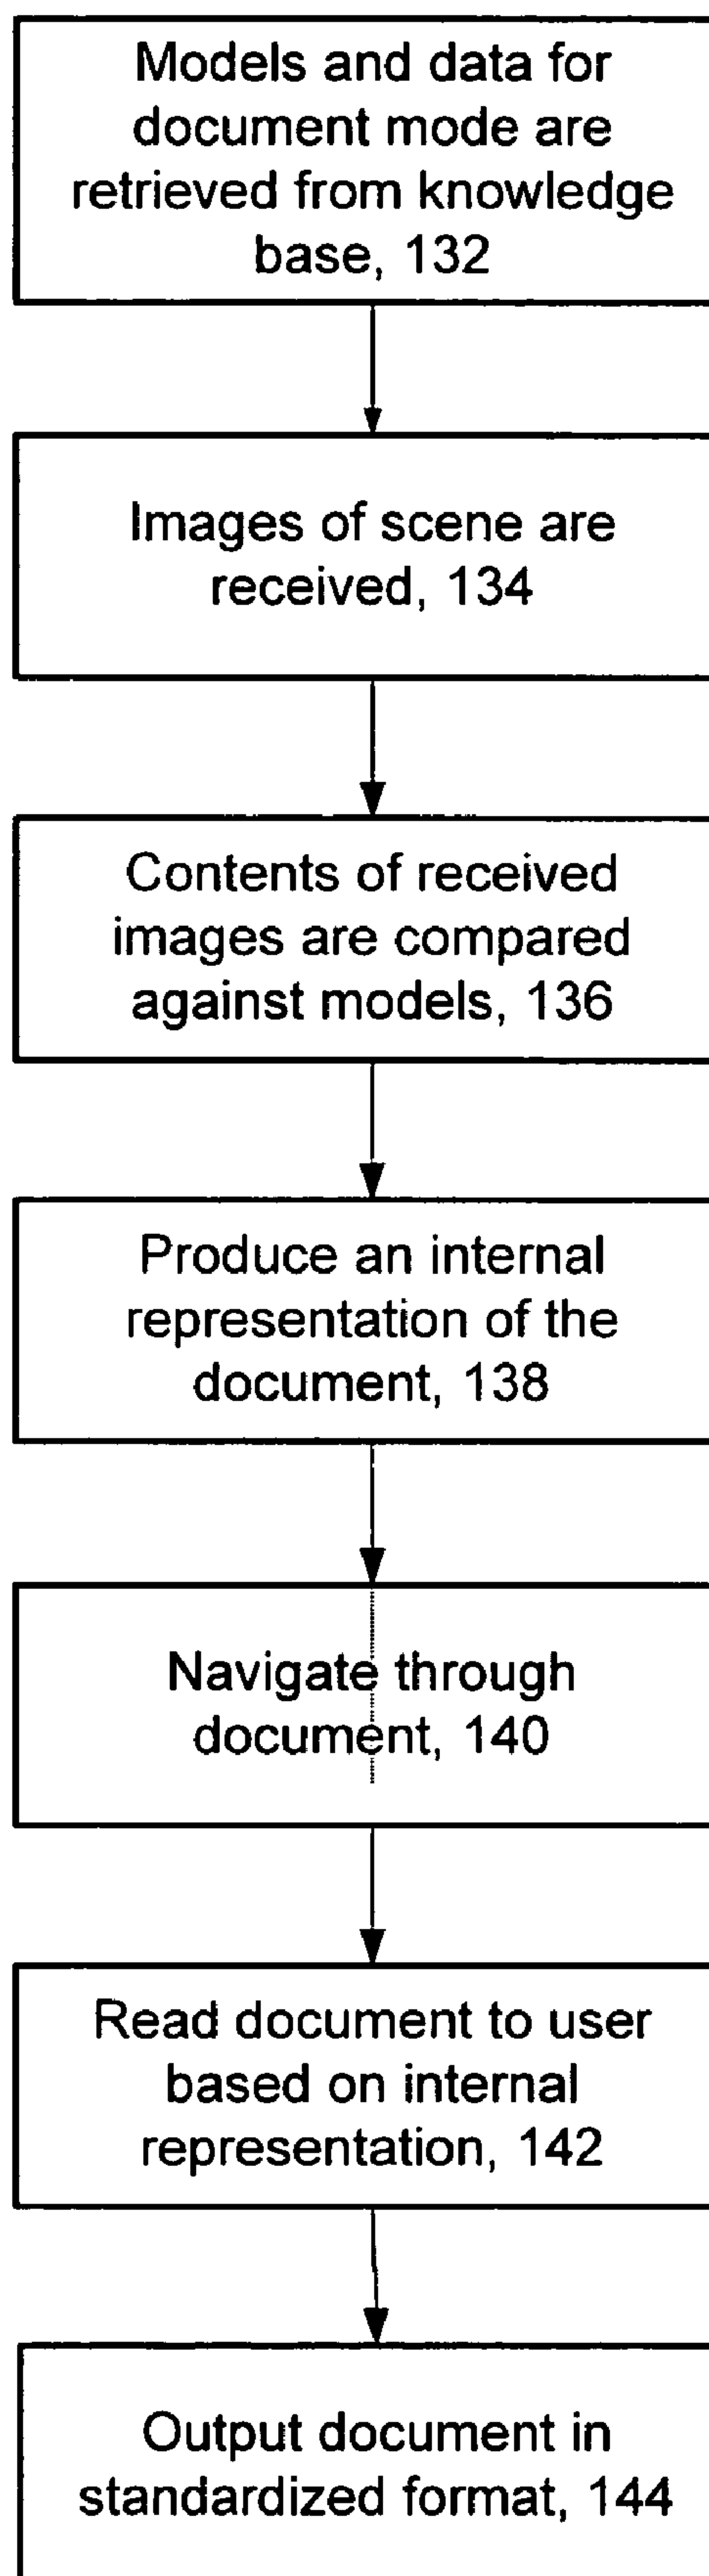 Models and data for
document mode are
retrieved from knowledge
base, 132
Images of scene are
received, 134
Contents of received
images are compared
against models, 136
Produce an internal
representation of the
document, 138
Navigate through
document, 140
Read document to user
based on internal
representation, 142
Output document in
standardized format, 144